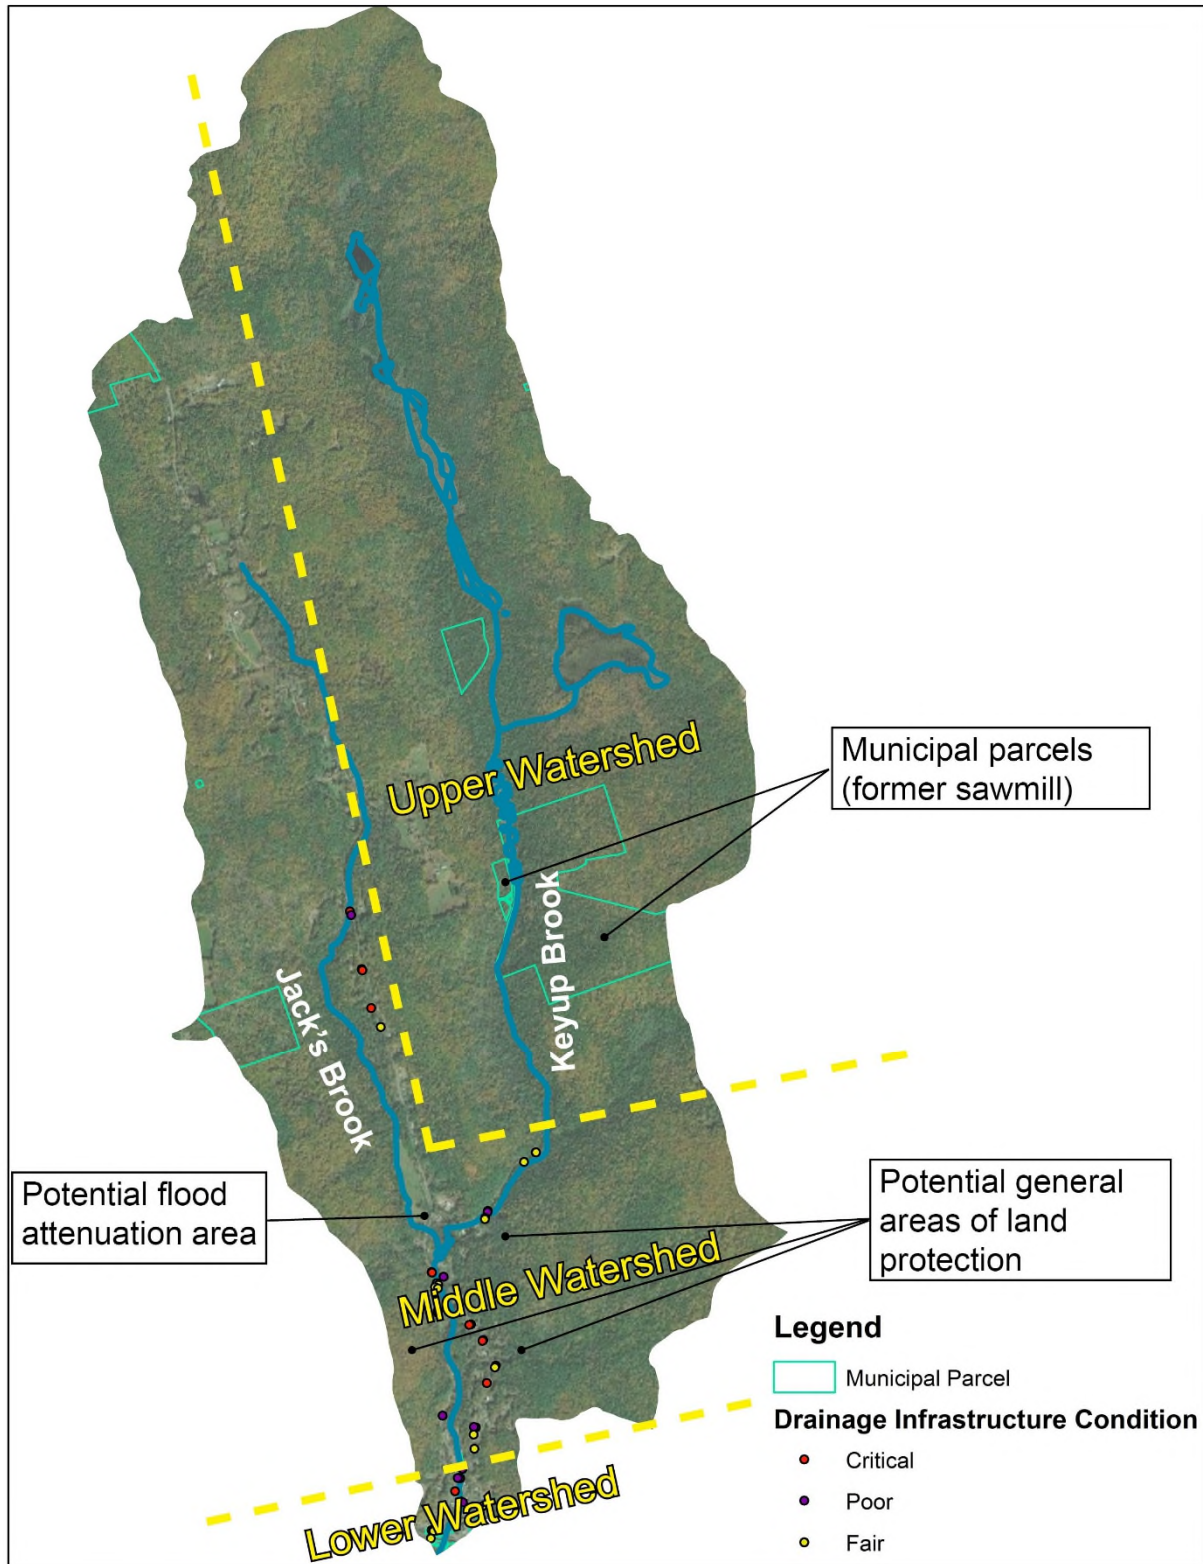 Upper Watershed
Municipal parcels
(former sawmill)
Keyup Brook
Jack's Brook
Potential flood
attenuation area
Potential general
areas of land
protection
Middle Watershed
Legend
Municipal Parcel
Drainage Infrastructure Condition
Critical
Poor
Fair
Lower Watershed